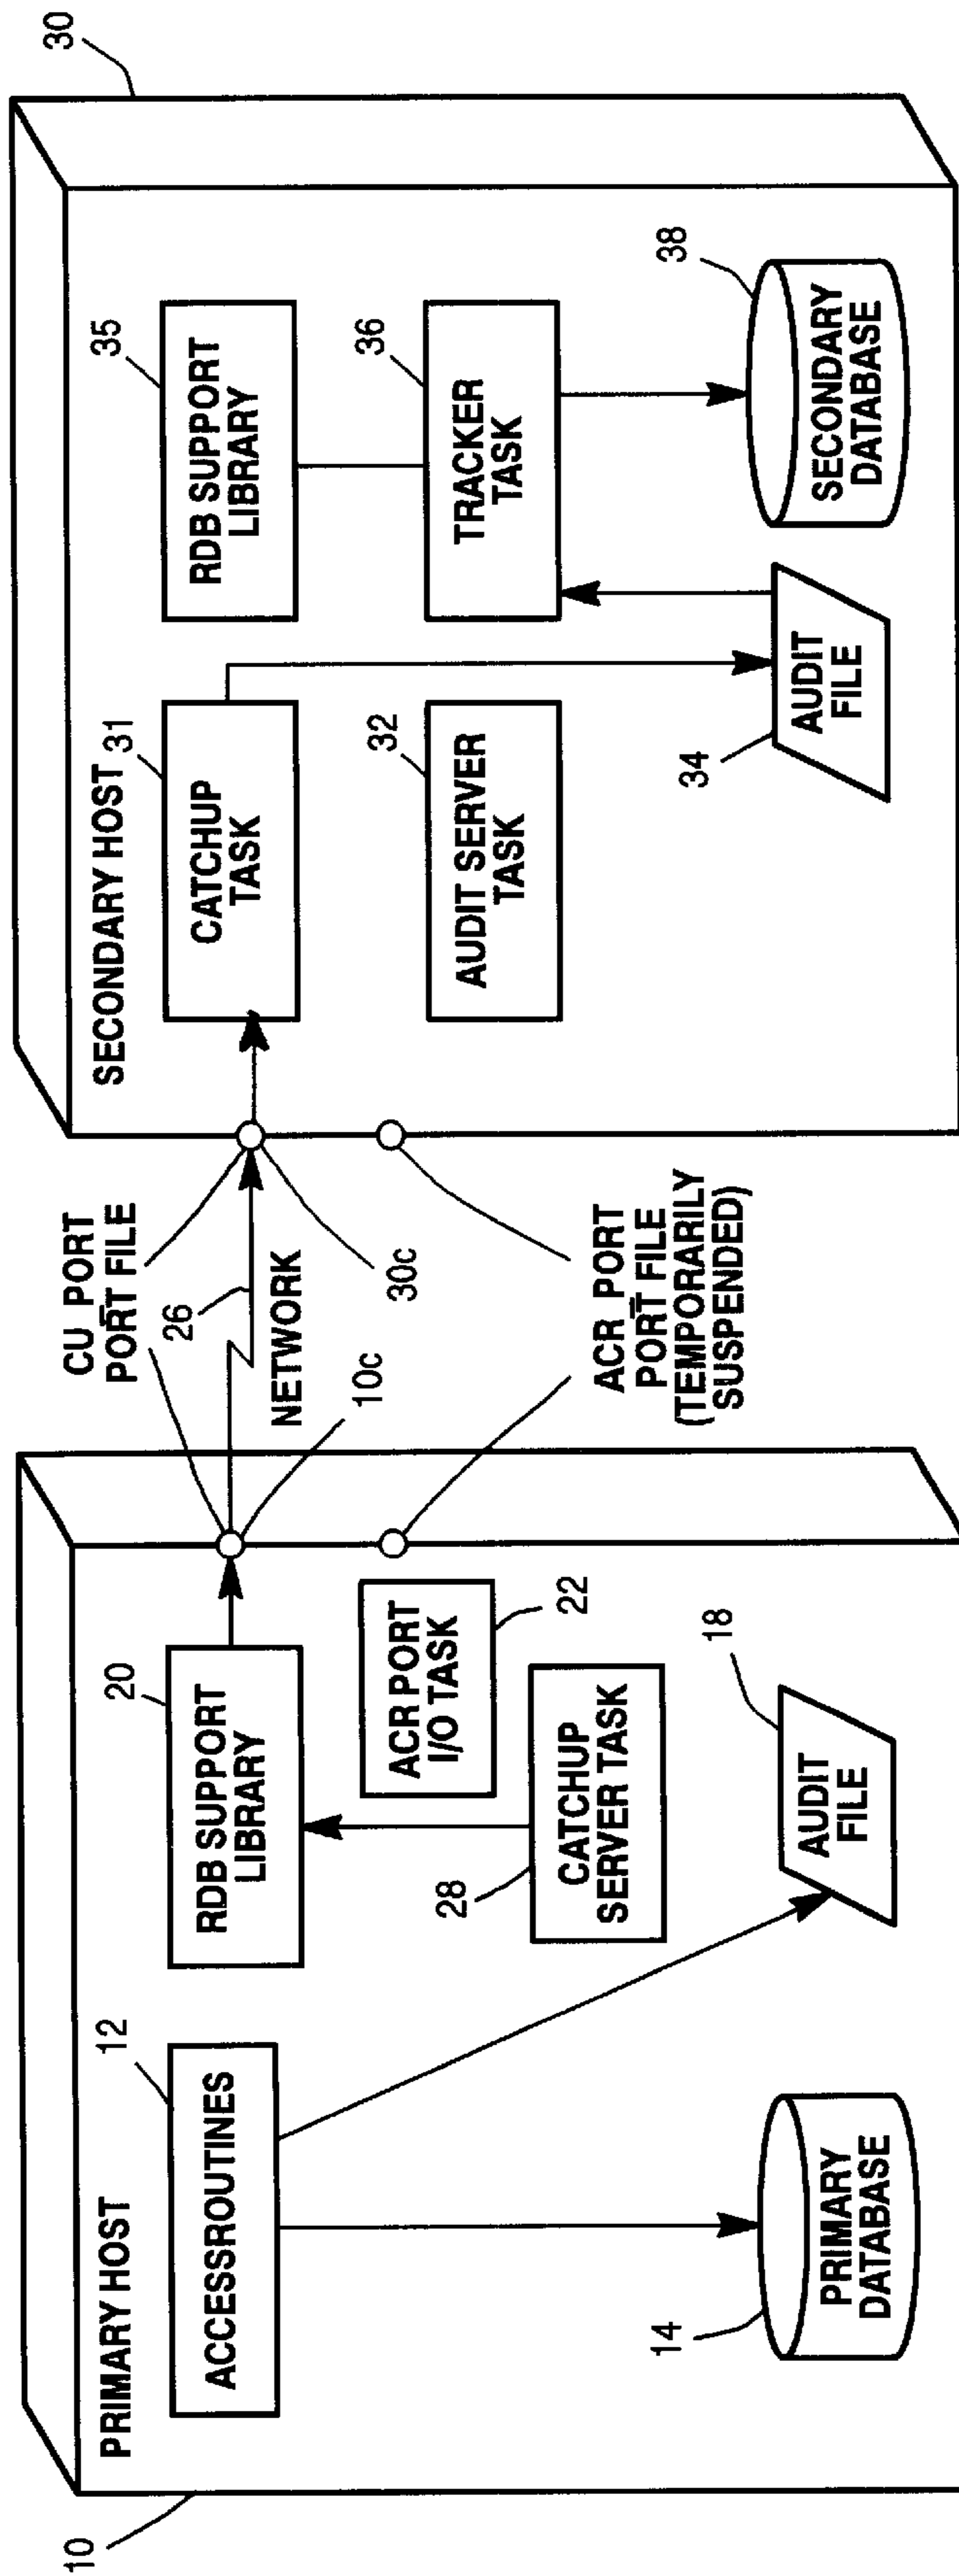 10
PRIMARY HOST
12
ACCESSROUTINES
14
PRIMARY
DATABASE
20
RDB SUPPORT
LIBRARY
ACR PORT
I/O TASK
22
28
CATCHUP
SERVER TASK
18
AUDIT
FILE
CU_PORT
PORT FILE
26
NETWORK
10c
30c
ACR_PORT
PORT FILE
(TEMPORARILY
SUSPENDED)
30
SECONDARY HOST
31
CATCHUP
TASK
32
AUDIT SERVER
TASK
34
AUDIT
FILE
35
RDB SUPPORT
LIBRARY
36
TRACKER
TASK
38
SECONDARY
DATABASE